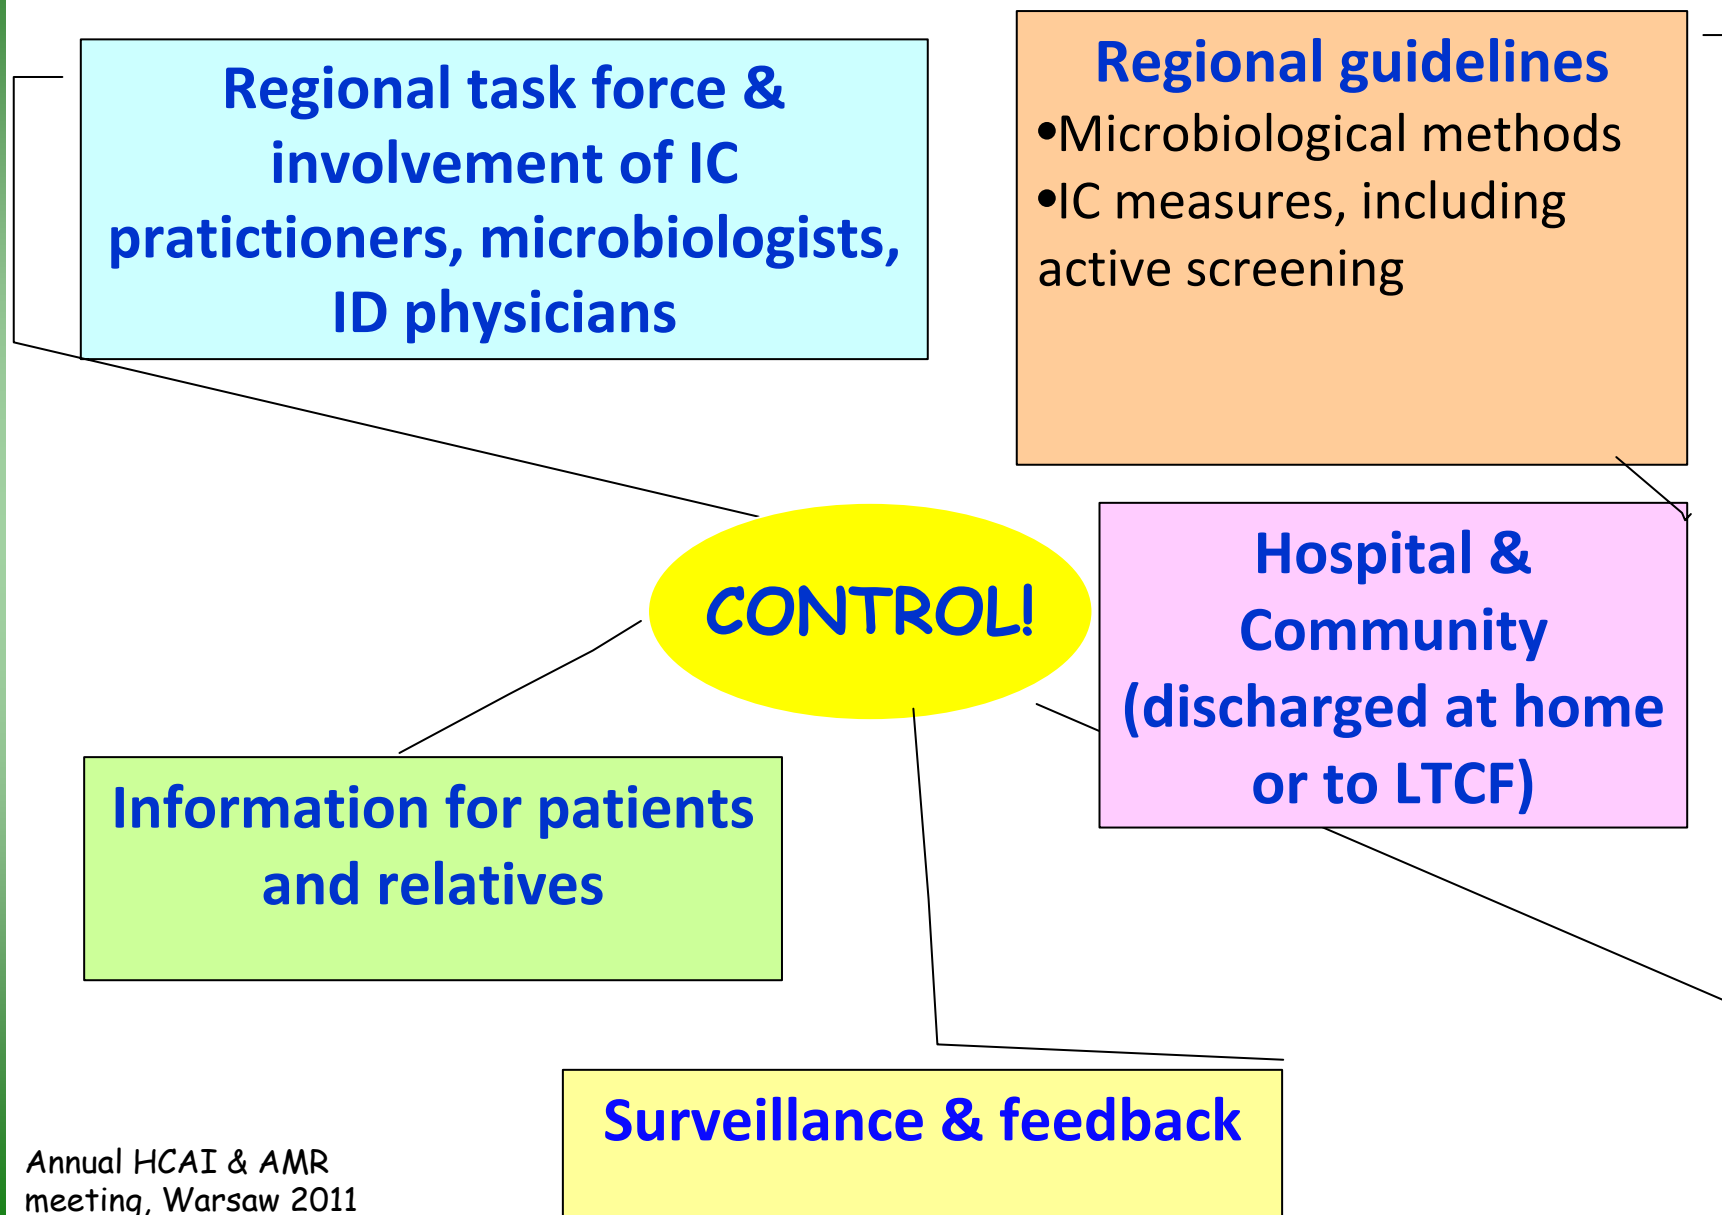 Regional task force &
involvement of IC
pratictioners, microbiologists,
ID physicians
Regional guidelines
•Microbiological methods
•IC measures, including
active screening
CONTROL!
Hospital &
Community
(discharged at home
or to LTCF)
Information for patients
and relatives
Surveillance & feedback
Annual HCAI & AMR
meeting, Warsaw 2011